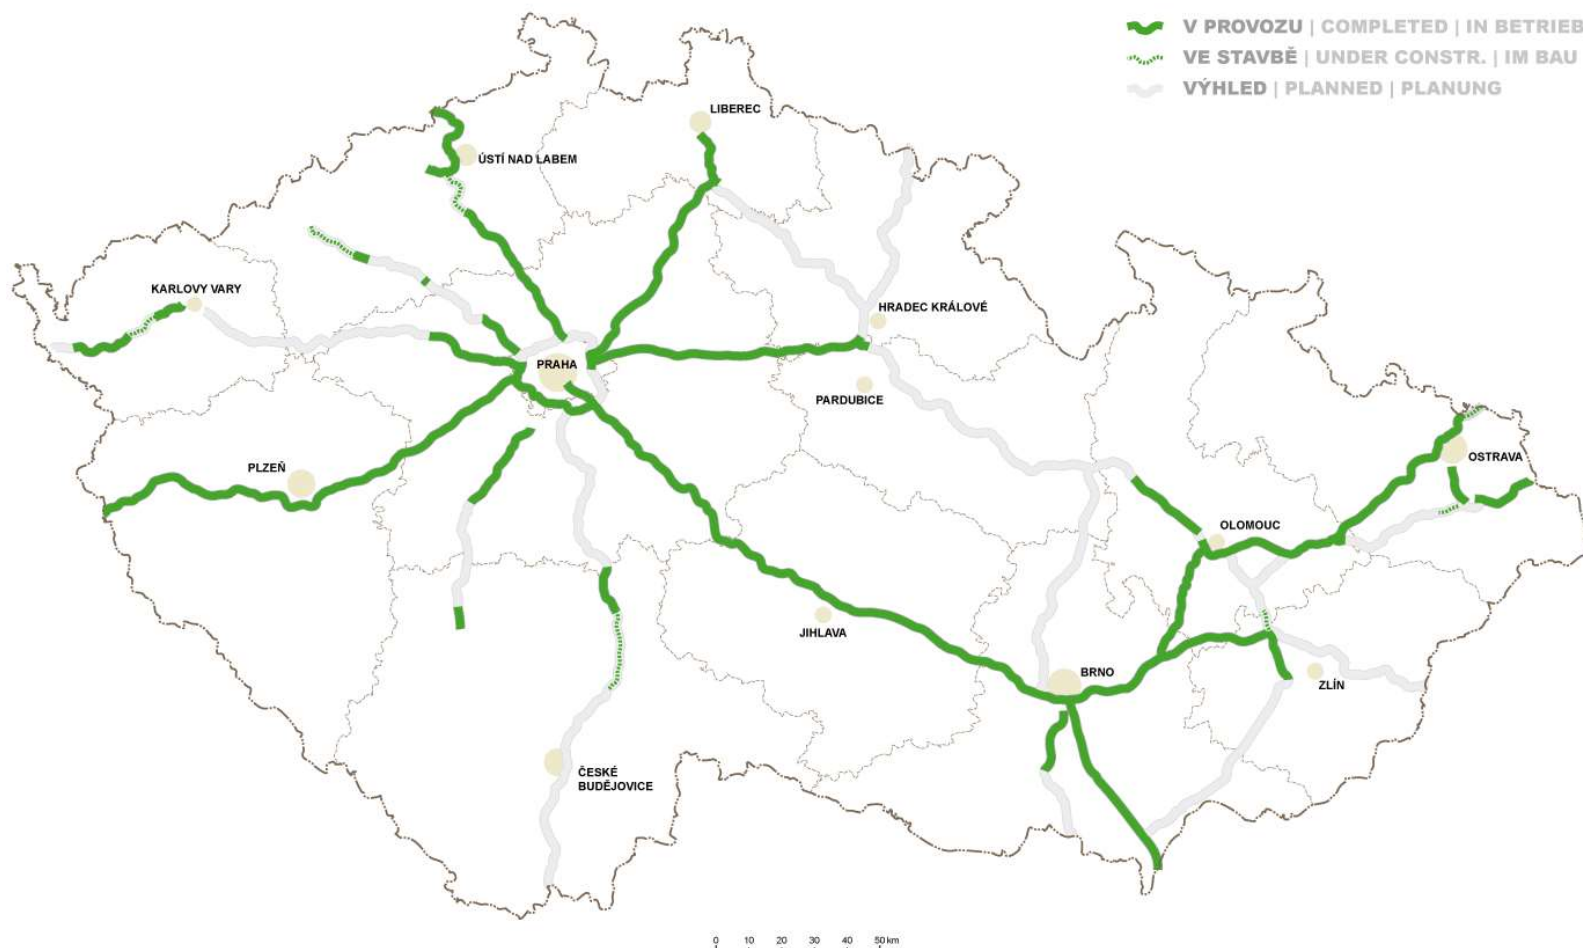 V PROVOZU | COMPLETED | IN BETRIEB
VE STAVBĚ | UNDER CONSTR. | IM BAU
VÝHLED | PLANNED | PLANUNG
LIBEREC
ÚSTÍ NAD LABEM
KARLOVY VARY
HRADEC KRÁLOVÉ
PRAHA
PARDUBICE
PLZEŇ
OSTRAVA
OLOMOUC
JIHLAVA
BRNO
ZLÍN
ČESKÉ
BUDĚJOVICE
0 10 20 30 40 50 km